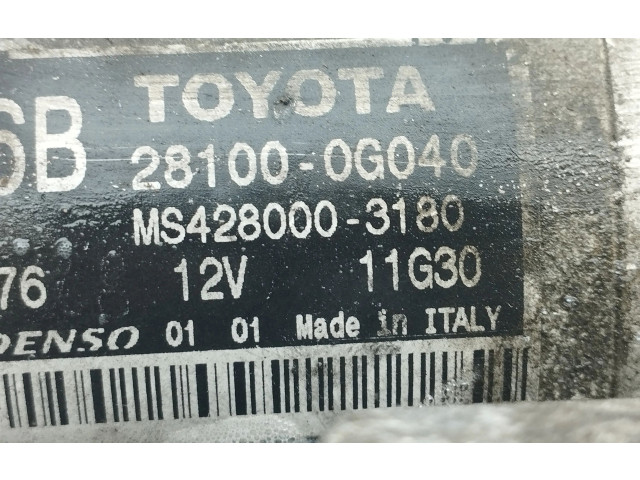 6B TOYOTA
28100-0G040
MS428000-3180
76 12V 11G30
DENSO 01 01 Made in ITALY